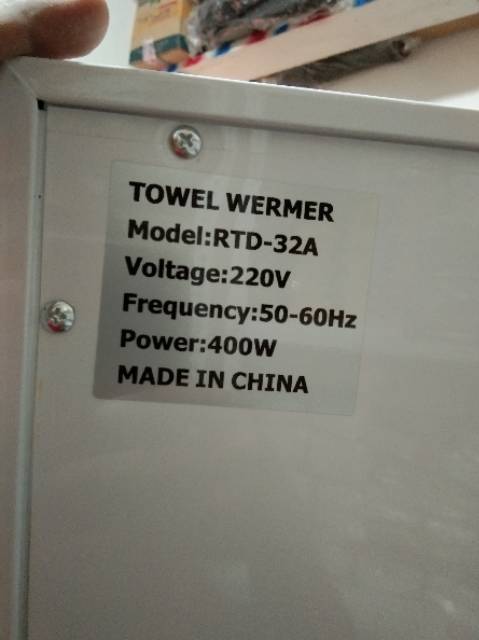 TOWEL WERMER
Model:RTD-32A
Voltage:220V
Frequency:50-60Hz
Power:400W
MADE IN CHINA